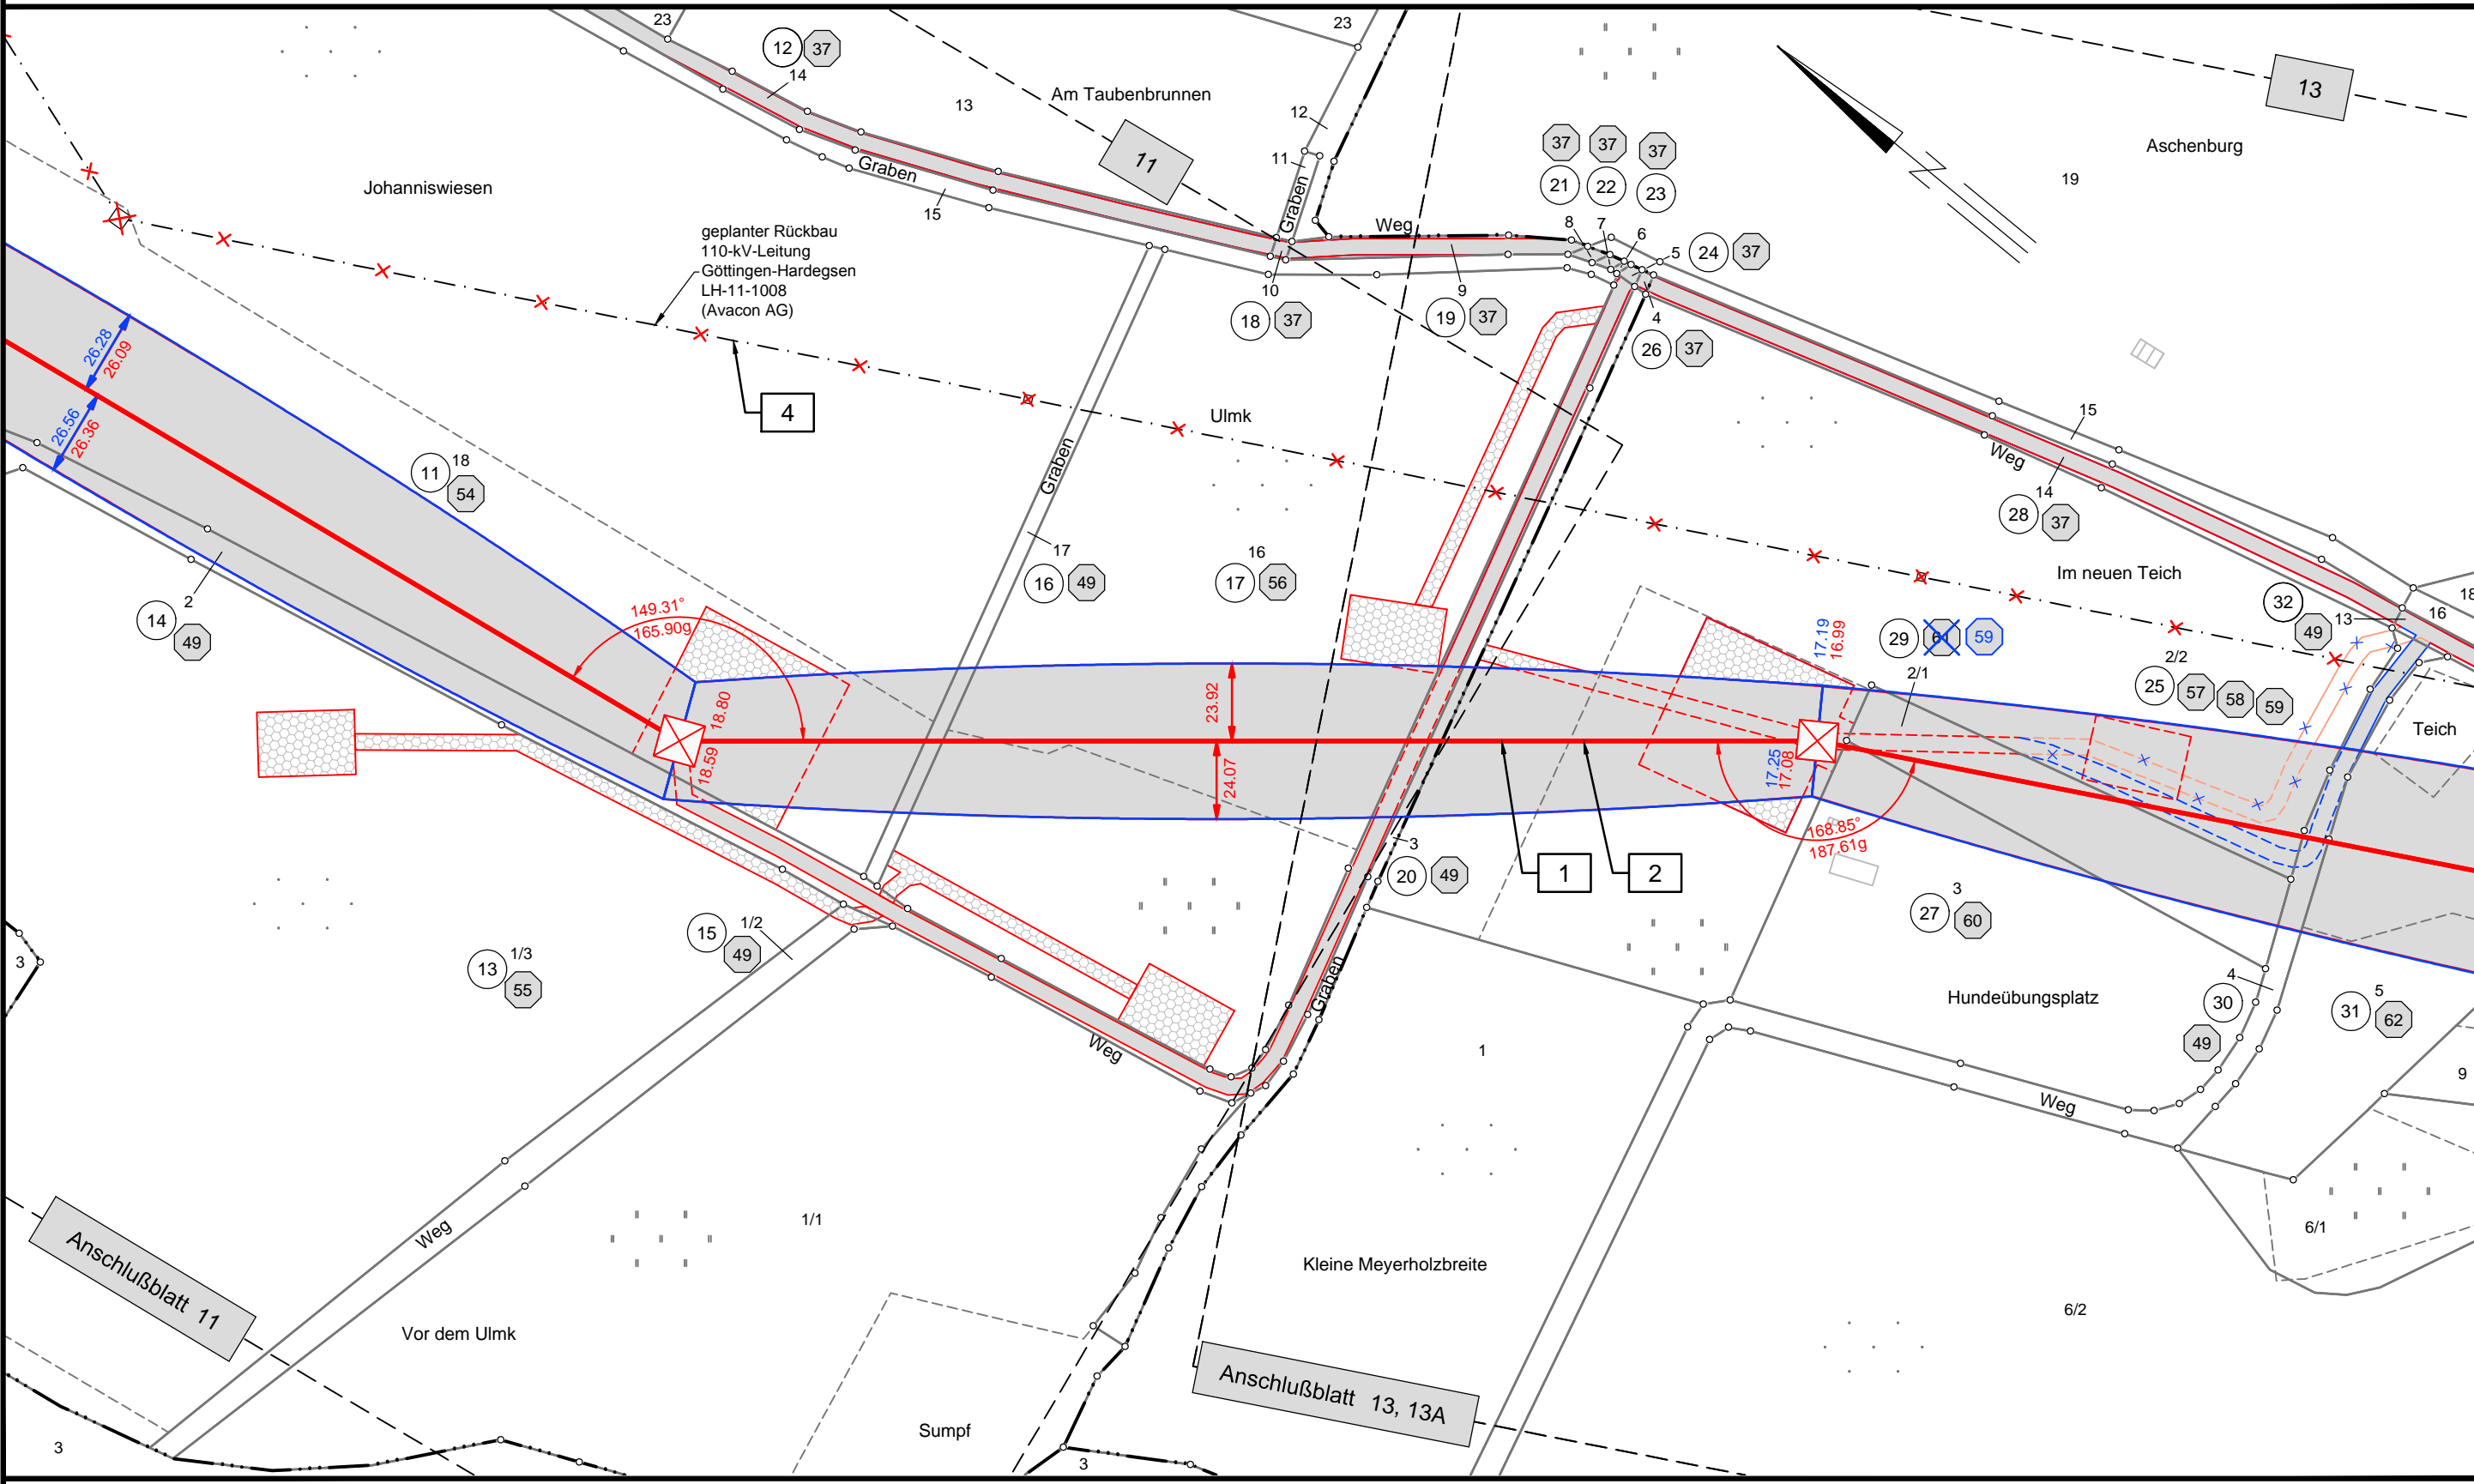 23
12 37
14
13
Am Taubenbrunnen
11
23
12
11
Graben
13
Aschenburg
19
37 37 37
21 22 23
Johanniswiesen
Graben
15
Weg
8
7
6
5
24 37
geplanter Rückbau
110-kV-Leitung
Göttingen-Hardegsen
LH-11-1008
(Avacon AG)
10
18 37
9
19 37
4
26 37
26.28
26.09
26.56
26.36
4
Ulmk
15
Weg
14
28 37
11 18
54
Graben
17
16 49
16
17 56
Im neuen Teich
18
32
49
13
16
2
14
49
149.31°
165.90g
17.19
16.99
29 61 59
2/1
2/2
25 57 58 59
Teich
18.80
18.59
23.92
24.07
17.25
17.08
168.85°
187.61g
3
20 49
1
2
3
27 60
1/2
15
49
1/3
13
55
3
Graben
Hundeübungsplatz
4
30
49
5
31 62
Weg
1
Weg
9
1/1
Weg
6/1
Anschlußblatt 11
Kleine Meyerholzbreite
6/2
Vor dem Ulmk
Anschlußblatt 13, 13A
Sumpf
3
3